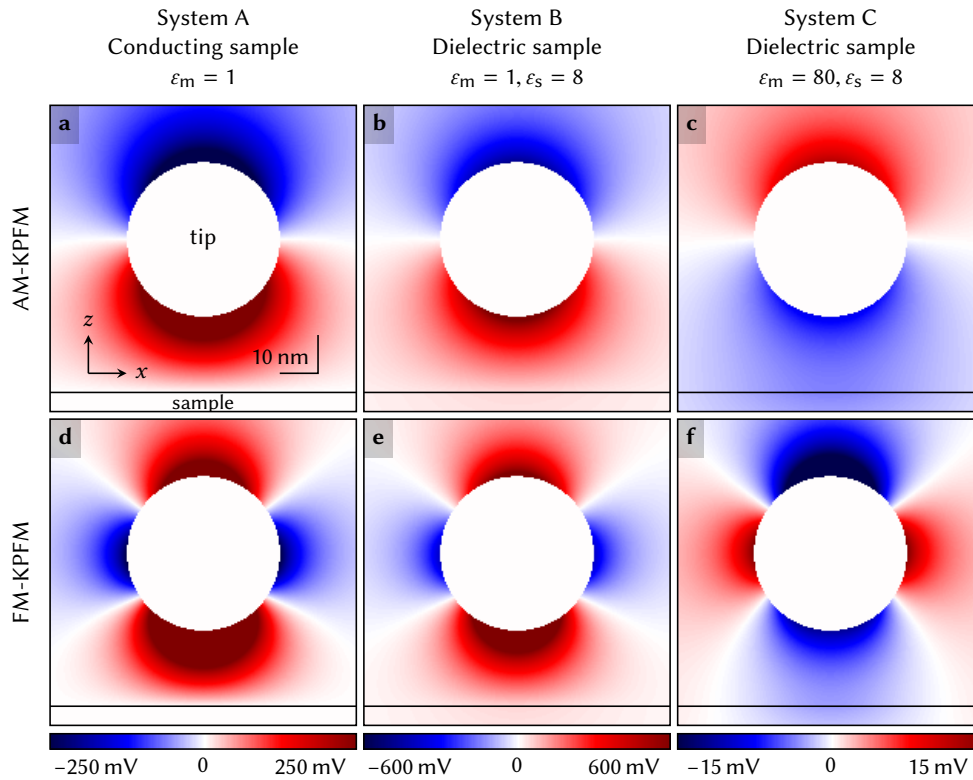 System A
Conducting sample
εm = 1
System B
Dielectric sample
εm = 1, εs = 8
System C
Dielectric sample
εm = 80, εs = 8
AM-KPFM
a
tip
z
x
10 nm
sample
b
c
FM-KPFM
d
e
f
−250 mV 0 250 mV
−600 mV 0 600 mV
−15 mV 0 15 mV